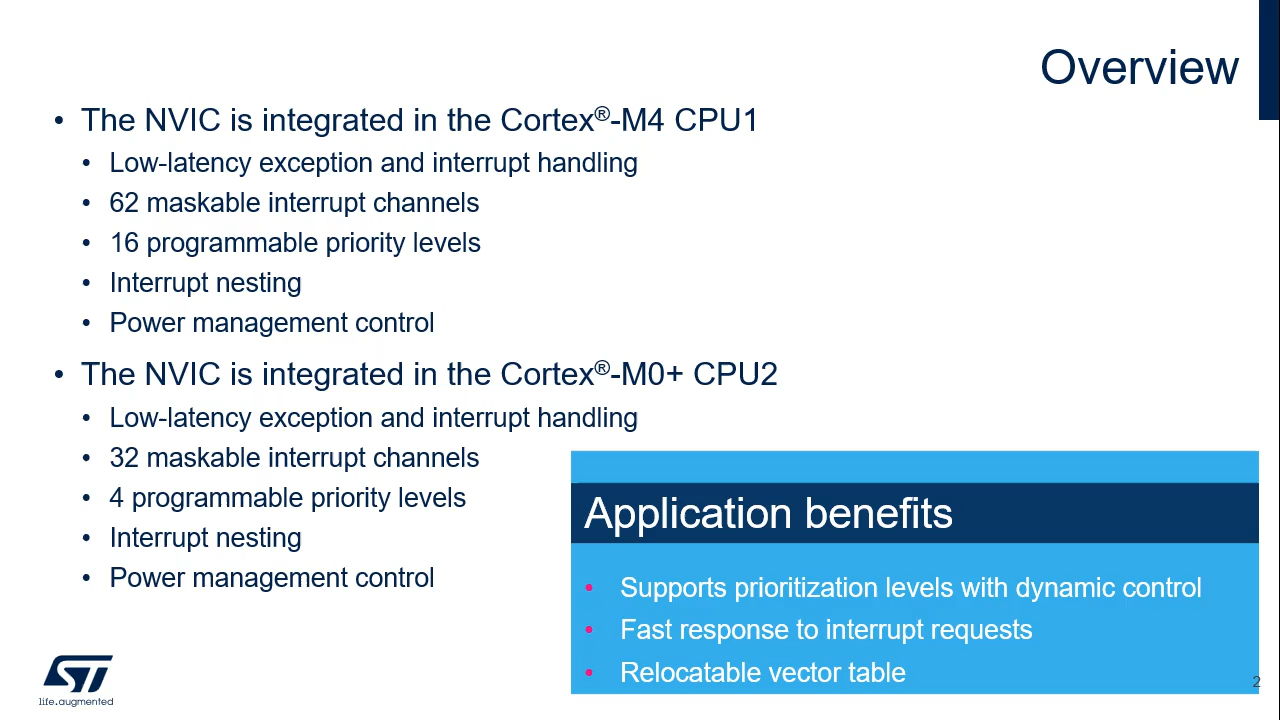 Overview
• The NVIC is integrated in the Cortex®-M4 CPU1
• Low-latency exception and interrupt handling
• 62 maskable interrupt channels
• 16 programmable priority levels
• Interrupt nesting
• Power management control
• The NVIC is integrated in the Cortex®-M0+ CPU2
• Low-latency exception and interrupt handling
• 32 maskable interrupt channels
• 4 programmable priority levels
• Interrupt nesting
• Power management control
Application benefits
• Supports prioritization levels with dynamic control
• Fast response to interrupt requests
• Relocatable vector table
ST
life.augmented
2